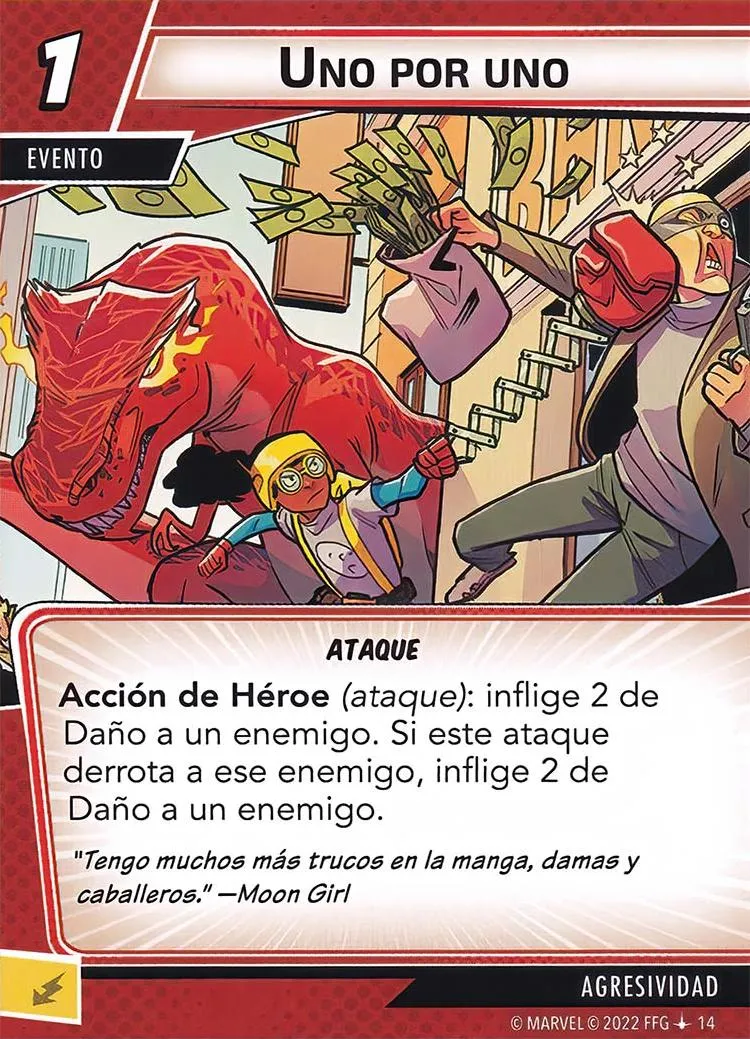 1
UNO POR UNO
EVENTO
BAN
ATAQUE
Acción de Héroe (ataque): inflige 2 de
Daño a un enemigo. Si este ataque
derrota a ese enemigo, inflige 2 de
Daño a un enemigo.
"Tengo muchos más trucos en la manga, damas y
caballeros." —Moon Girl
AGRESIVIDAD
© MARVEL © 2022 FFG 14